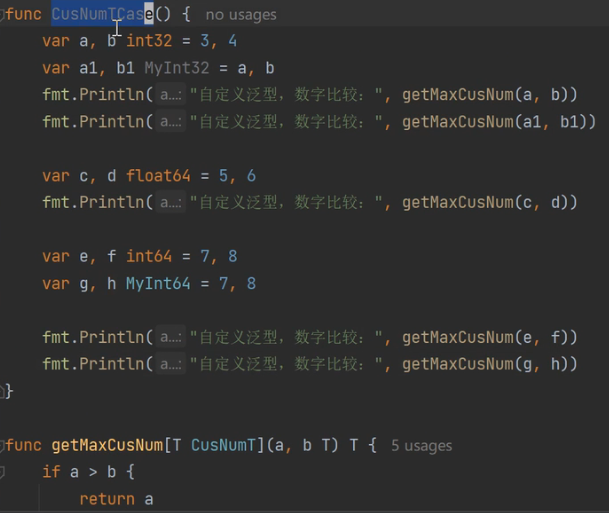 func CusNumTCase() { no usages
var a, b int32 = 3, 4
var a1, b1 MyInt32 = a, b
fmt.Println( a...: "自定义泛型，数字比较：", getMaxCusNum(a, b))
fmt.Println( a...: "自定义泛型，数字比较：", getMaxCusNum(a1, b1))
var c, d float64 = 5, 6
fmt.Println( a...: "自定义泛型，数字比较：", getMaxCusNum(c, d))
var e, f int64 = 7, 8
var g, h MyInt64 = 7, 8
fmt.Println( a...: "自定义泛型，数字比较：", getMaxCusNum(e, f))
fmt.Println( a...: "自定义泛型，数字比较：", getMaxCusNum(g, h))
}
func getMaxCusNum[T CusNumT](a, b T) T { 5 usages
if a > b {
return a